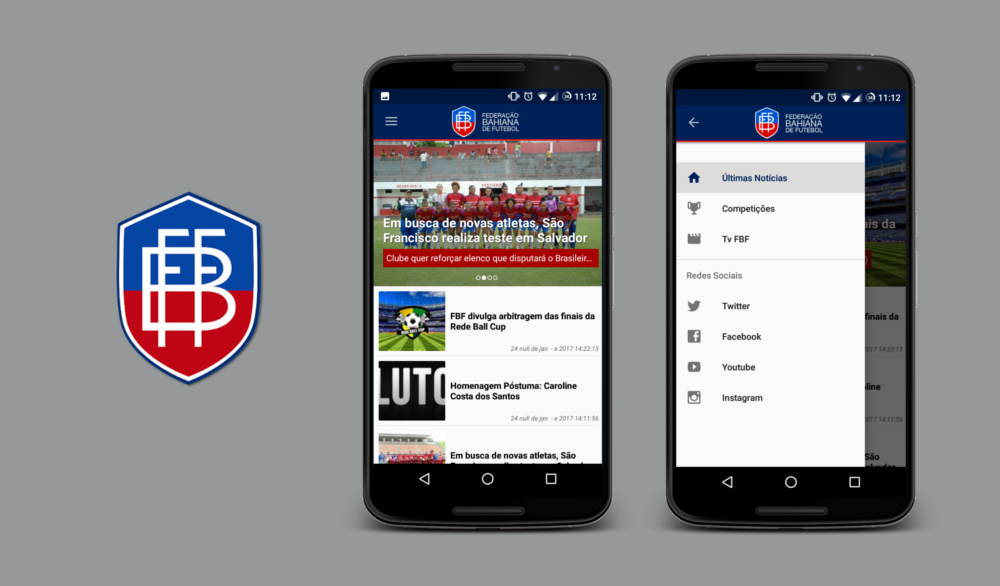 FBF
11:12
FEDERAÇÃO
BAHIANA
DE FUTEBOL
Em busca de novas atletas, São
Francisco realiza teste em Salvador
Clube quer reforçar elenco que disputará o Brasileir...
FBF divulga arbitragem das finais da
Rede Ball Cup
24 null de jan - e 2017 14:22:13
LUTO
Homenagem Póstuma: Caroline
Costa dos Santos
24 null de jan - e 2017 14:11:56
Em busca de novas atletas, São
11:12
FEDERAÇÃO
BAHIANA
DE FUTEBOL
Últimas Noticias
Competições
Tv FBF
Redes Sociais
Twitter
Facebook
Youtube
Instagram
ís da
finais da
2017 14:22:13
line
2017 14:11:56
São